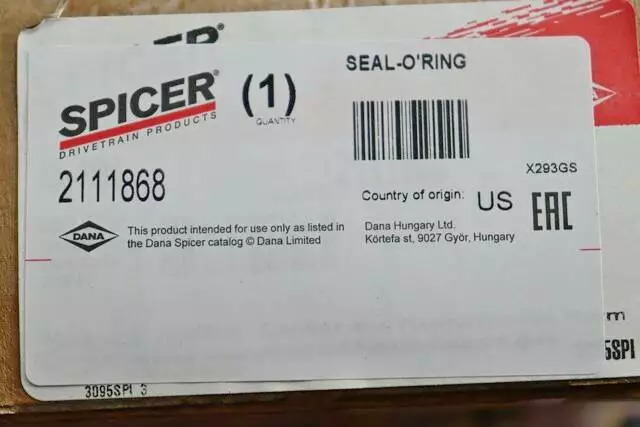 SPICER®
DRIVETRAIN PRODUCTS
(1)
QUANTITY
SEAL-O'RING
2111868
X293GS
Country of origin: US
EAC
DANA
This product intended for use only as listed in
the Dana Spicer catalog © Dana Limited
Dana Hungary Ltd.
Körtefa st, 9027 Györ, Hungary
5SPI
3095SPI 3